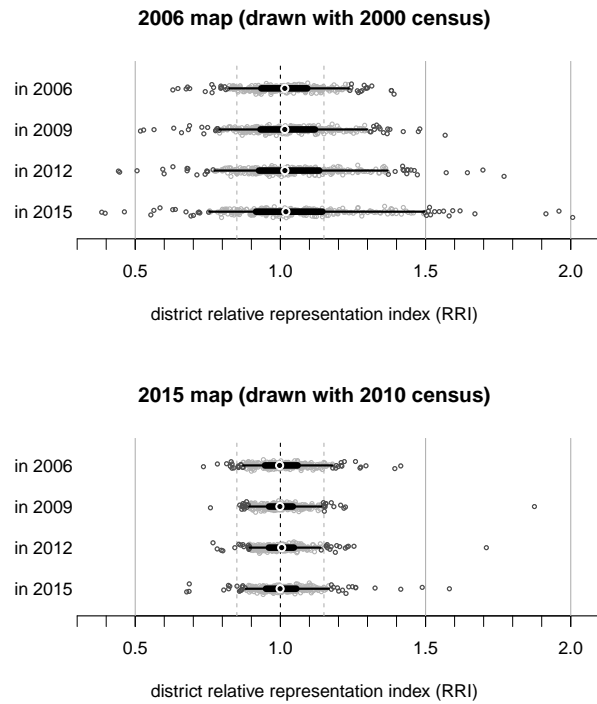 2006 map (drawn with 2000 census)
in 2006
in 2009
in 2012
in 2015
0.5 1.0 1.5 2.0
district relative representation index (RRI)
2015 map (drawn with 2010 census)
in 2006
in 2009
in 2012
in 2015
0.5 1.0 1.5 2.0
district relative representation index (RRI)